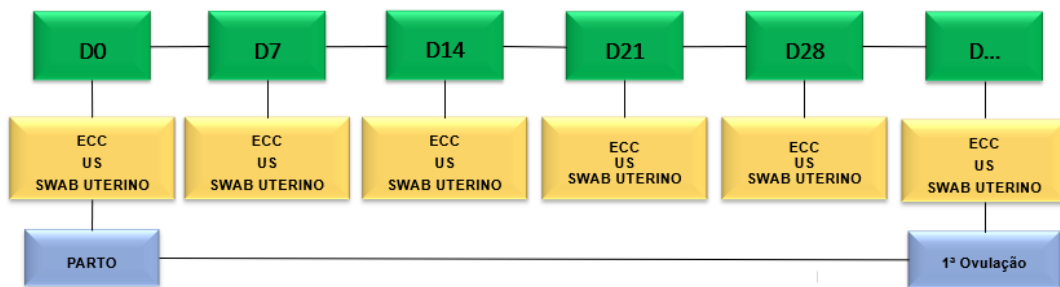 D0
D7
D14
D21
D28
D...
ECC
US
SWAB UTERINO
ECC
US
SWAB UTERINO
ECC
US
SWAB UTERINO
ECC
US
SWAB UTERINO
ECC
US
SWAB UTERINO
ECC
US
SWAB UTERINO
PARTO
1ª Ovulação